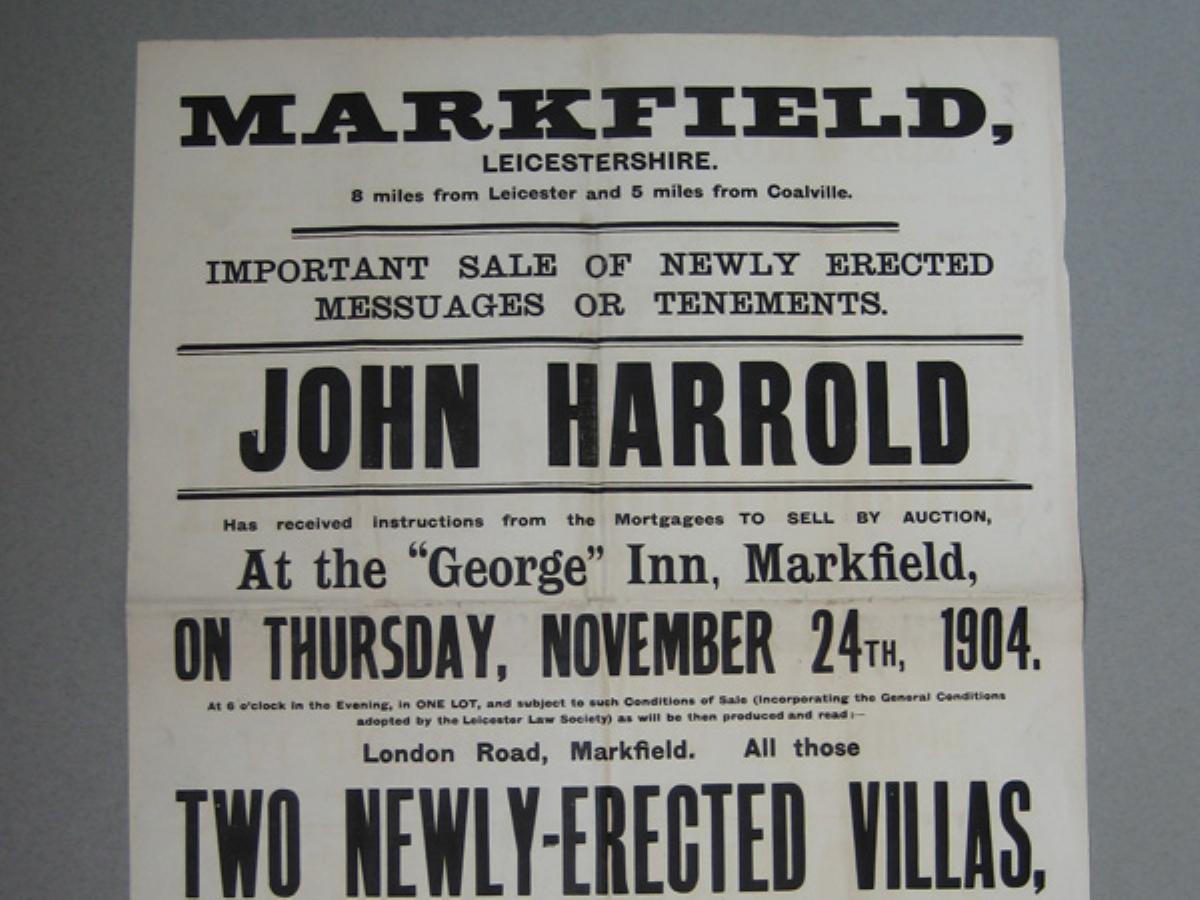 MARKFIELD,
LEICESTERSHIRE.
8 miles from Leicester and 5 miles from Coalville.
IMPORTANT SALE OF NEWLY ERECTED
MESSUAGES OR TENEMENTS.
JOHN HARROLD
Has received instructions from the Mortgagees TO SELL BY AUCTION,
At the “George” Inn, Markfield,
ON THURSDAY, NOVEMBER 24TH, 1904.
At 6 o'clock in the Evening, in ONE LOT, and subject to such Conditions of Sale (incorporating the General Conditions
adopted by the Leicester Law Society) as will be then produced and read:—
London Road, Markfield. All those
TWO NEWLY-ERECTED VILLAS,